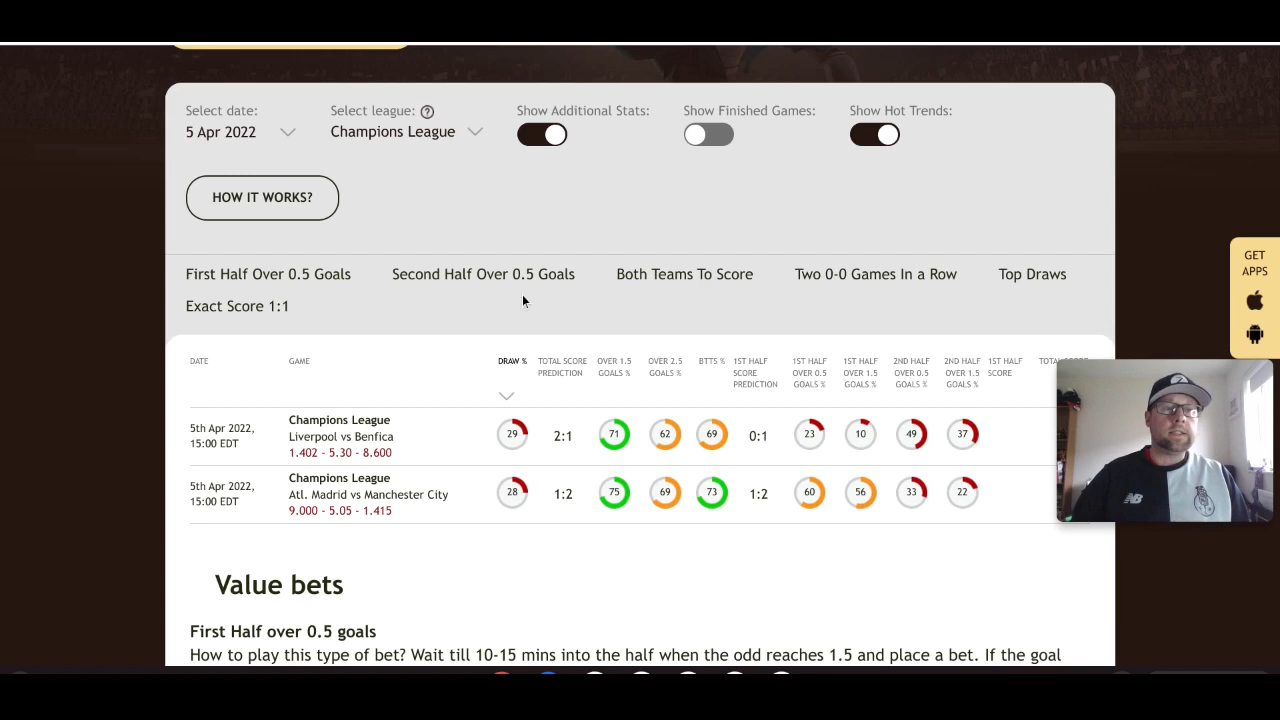 Select date:
5 Apr 2022
Select league: ?
Champions League
Show Additional Stats:
Show Finished Games:
Show Hot Trends:
HOW IT WORKS?
First Half Over 0.5 Goals
Second Half Over 0.5 Goals
Both Teams To Score
Two 0-0 Games In a Row
Top Draws
Exact Score 1:1
GET
APPS
DATE
GAME
DRAW %
TOTAL SCORE
PREDICTION
OVER 1.5
GOALS %
OVER 2.5
GOALS %
BTTS %
1ST HALF
SCORE
PREDICTION
1ST HALF
OVER 0.5
GOALS %
1ST HALF
OVER 1.5
GOALS %
2ND HALF
OVER 0.5
GOALS %
2ND HALF
OVER 1.5
GOALS %
1ST HALF
SCORE
TOTAL SCORE
5th Apr 2022,
15:00 EDT
Champions League
Liverpool vs Benfica
1.402 - 5.30 - 8.600
29 2:1 71 62 69 0:1 23 10 49 37
5th Apr 2022,
15:00 EDT
Champions League
Atl. Madrid vs Manchester City
9.000 - 5.05 - 1.415
28 1:2 75 69 73 1:2 60 56 33 22
NB
Value bets
First Half over 0.5 goals
How to play this type of bet? Wait till 10-15 mins into the half when the odd reaches 1.5 and place a bet. If the goal